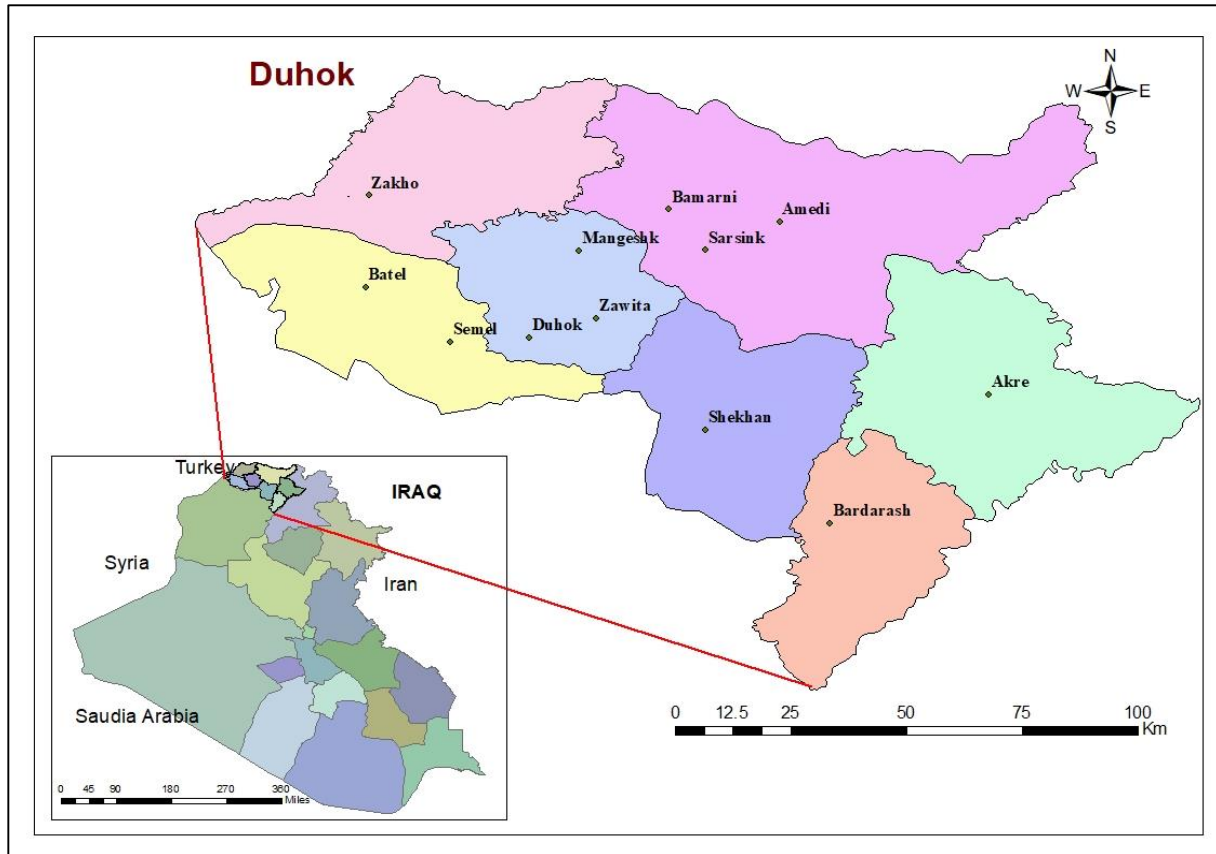 Duhok
N
W E
S
Zakho
Bamarni
Amedi
Mangeshk
Sarsink
Batel
Zawita
Semel
Duhok
Akre
Shekhan
Bardarash
Turkey
IRAQ
Syria
Iran
Saudia Arabia
0 45 90 180 270 360
Miles
0 12.5 25 50 75 100
Km